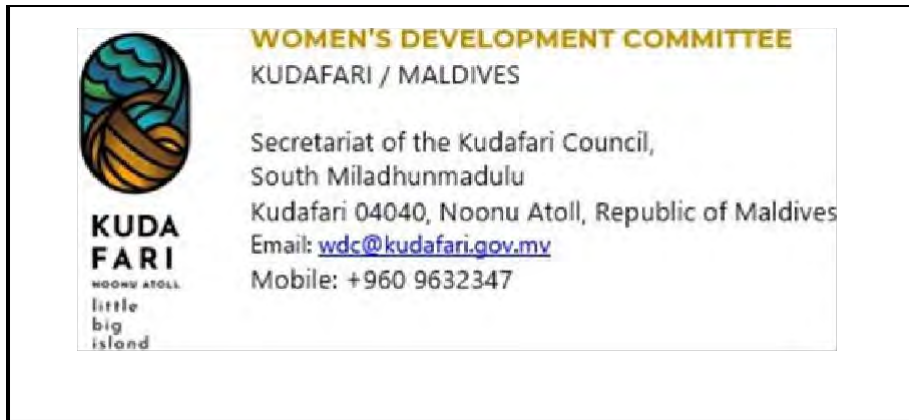 WOMEN'S DEVELOPMENT COMMITTEE
KUDAFARI / MALDIVES
Secretariat of the Kudafari Council,
South Miladhunmadulu
Kudafari 04040, Noonu Atoll, Republic of Maldives
Email: wdc@kudafari.gov.mv
Mobile: +960 9632347
KUDA
FARI
NOONU ATOLL
little
big
island